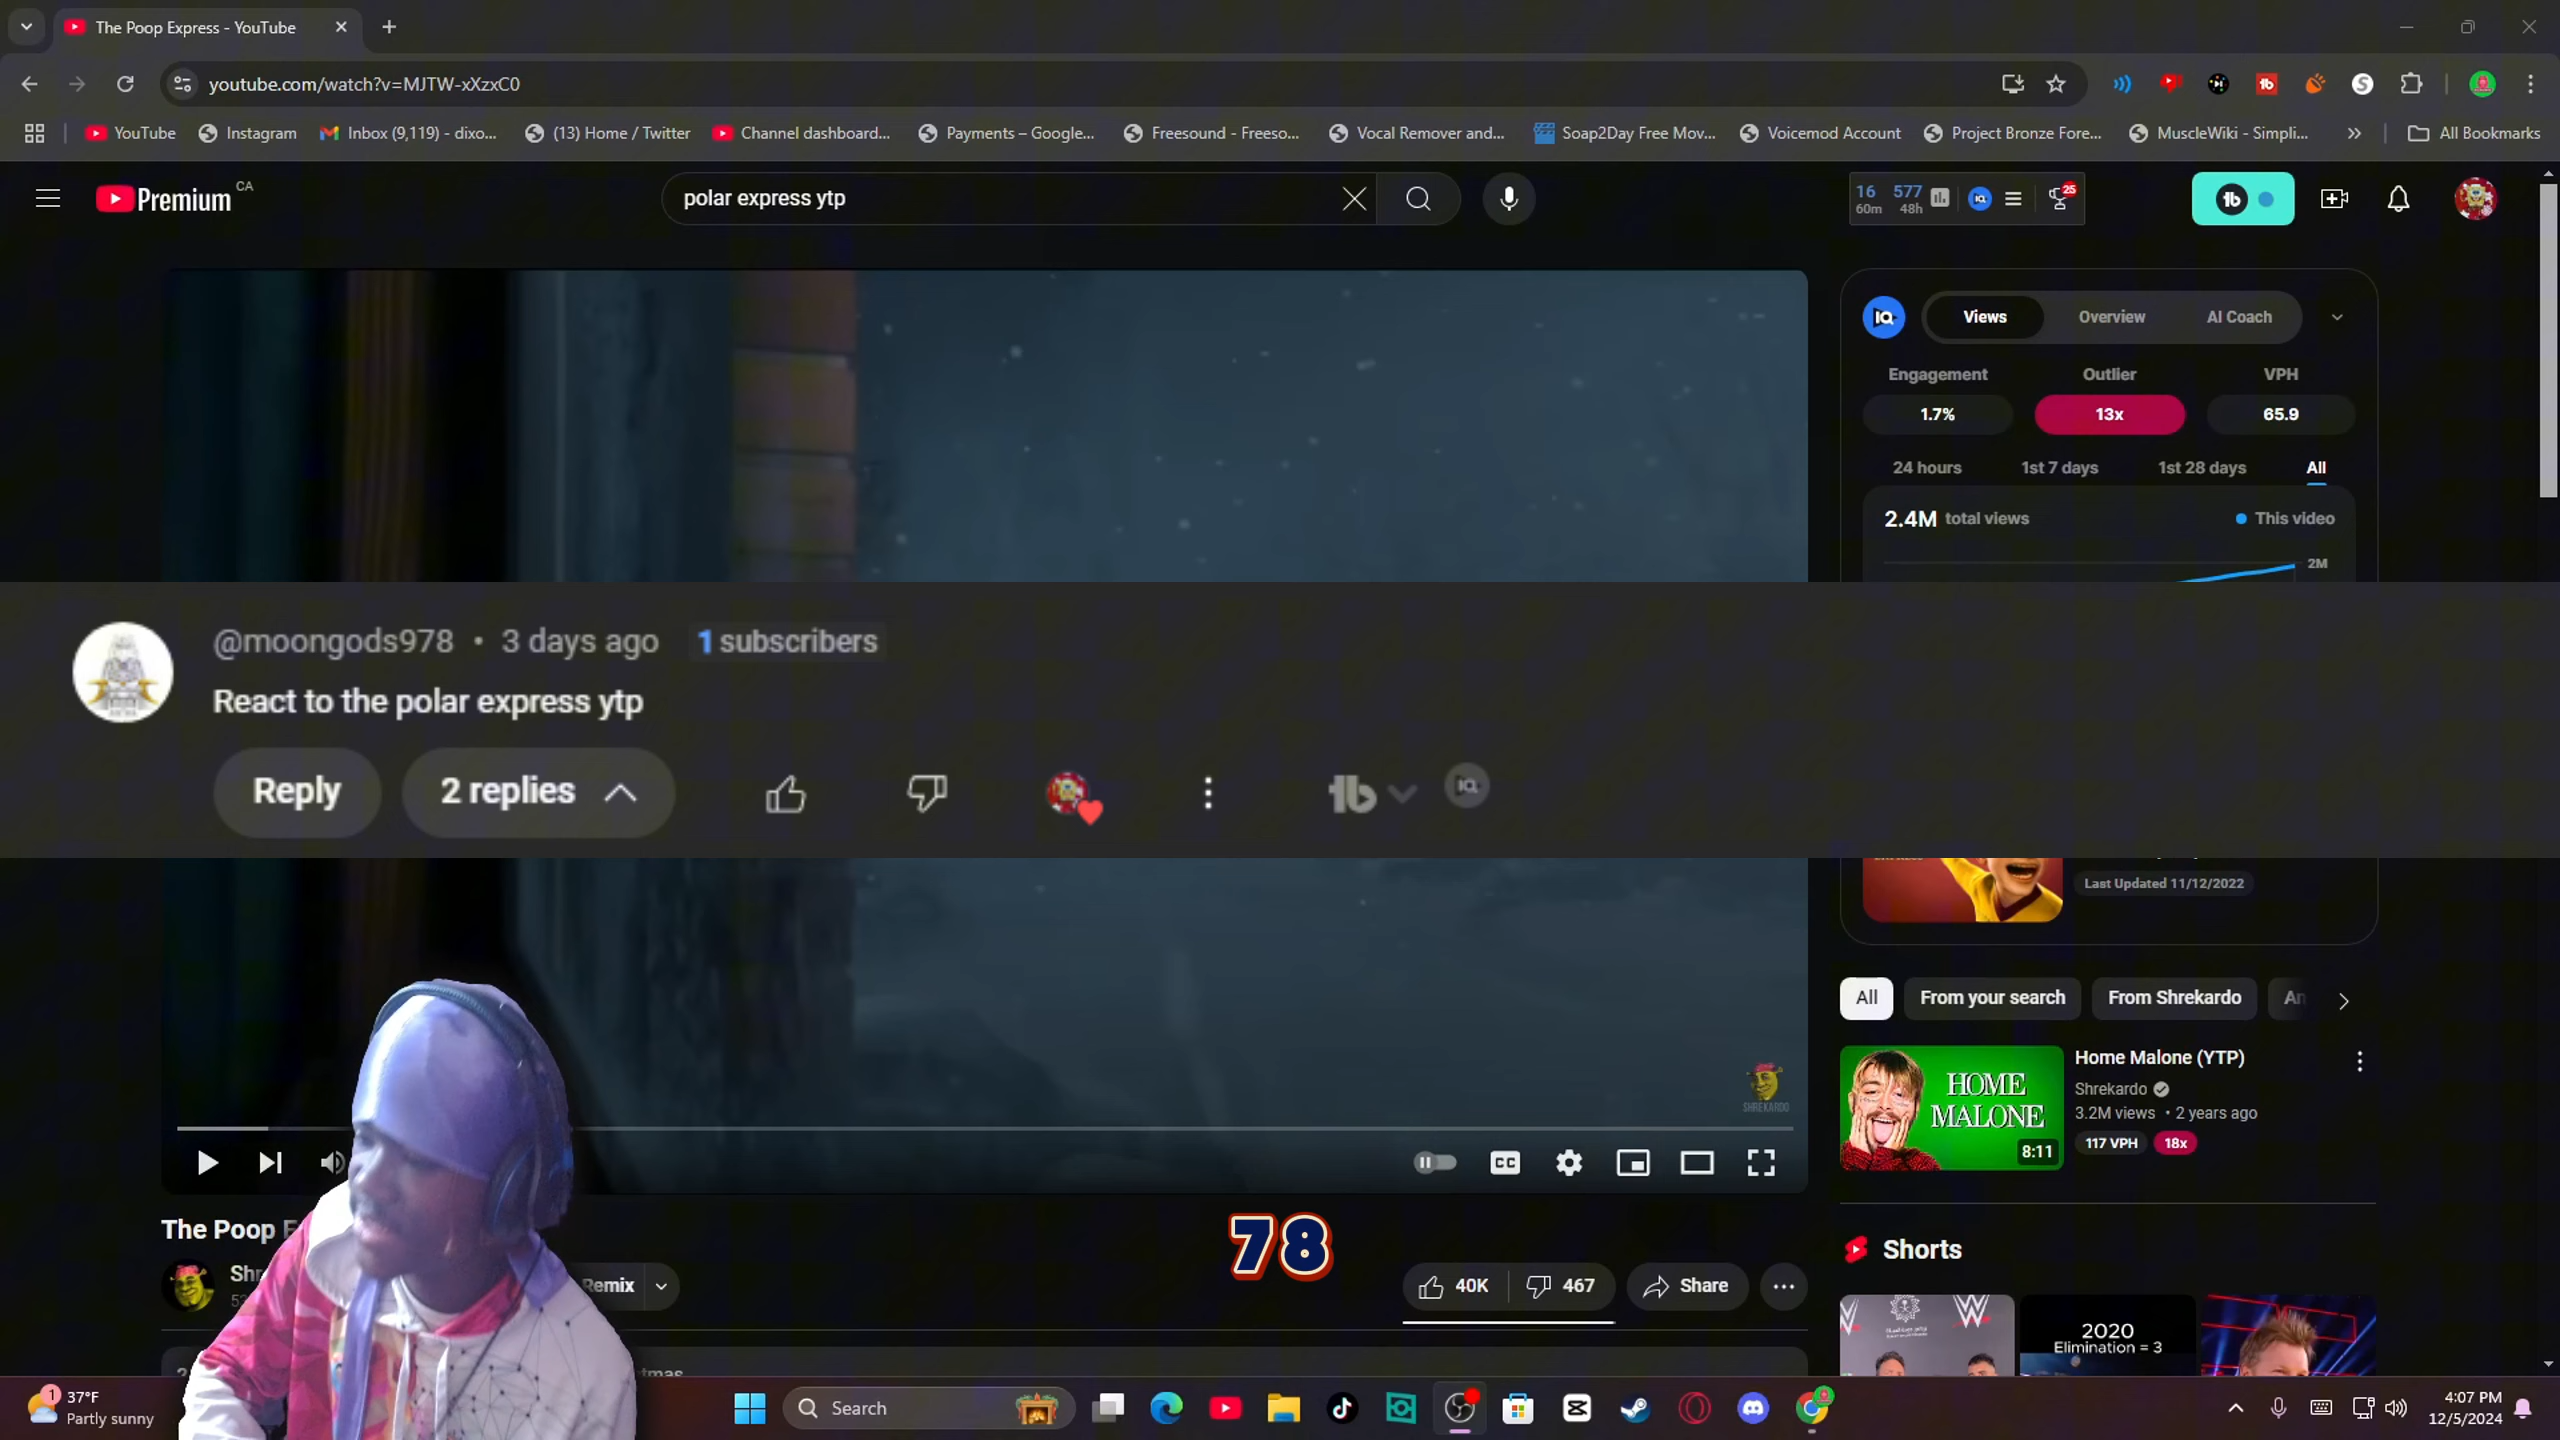 The Poop Express - YouTube
youtube.com/watch?v=MJTW-xXzxC0
YouTube
Instagram
Inbox (9,119) - dixo...
(13) Home / Twitter
Channel dashboard...
Payments – Google...
Freesound - Freeso...
Vocal Remover and...
Soap2Day Free Mov...
Voicemod Account
Project Bronze Fore...
MuscleWiki - Simpli...
All Bookmarks
Premium CA
polar express ytp
16 577
60m 48h
25
Views Overview AI Coach
Engagement Outlier VPH
1.7% 13x 65.9
24 hours 1st 7 days 1st 28 days All
2.4M total views This video
2M
@moongods978 • 3 days ago 1 subscribers
React to the polar express ytp
Reply 2 replies
Last Updated 11/12/2022
All From your search From Shrekardo
SHREKARDO
HOME
MALONE
8:11
Home Malone (YTP)
Shrekardo
3.2M views • 2 years ago
117 VPH 18x
CC
The Poop
78
Remix
40K 467 Share
Shorts
2020
Elimination = 3
1 37°F
Partly sunny
Search
4:07 PM
12/5/2024